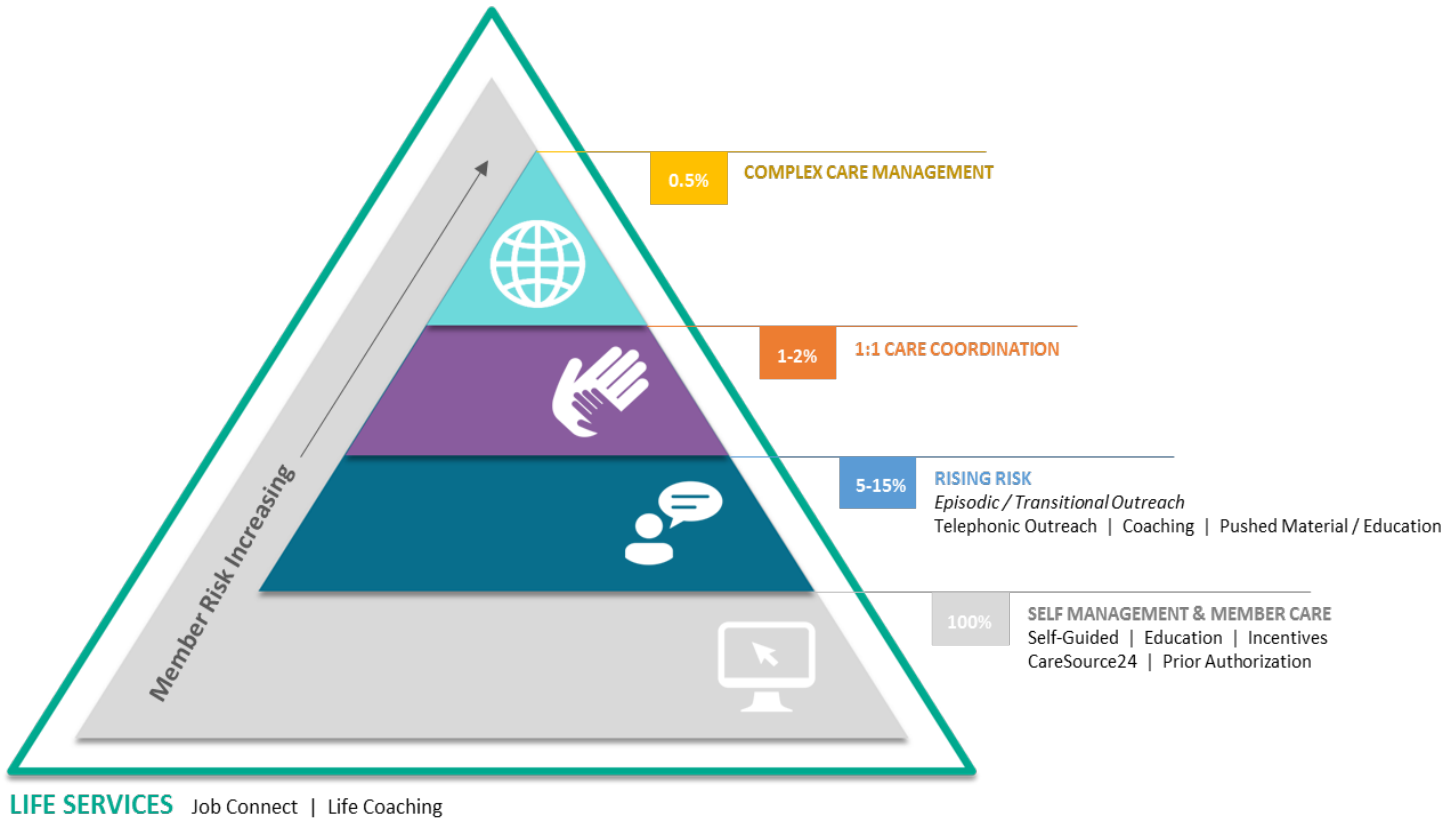 0.5%
COMPLEX CARE MANAGEMENT
1-2%
1:1 CARE COORDINATION
5-15%
RISING RISK
Episodic / Transitional Outreach
Telephonic Outreach | Coaching | Pushed Material / Education
Member Risk Increasing
100%
SELF MANAGEMENT & MEMBER CARE
Self-Guided | Education | Incentives
CareSource24 | Prior Authorization
LIFE SERVICES Job Connect | Life Coaching